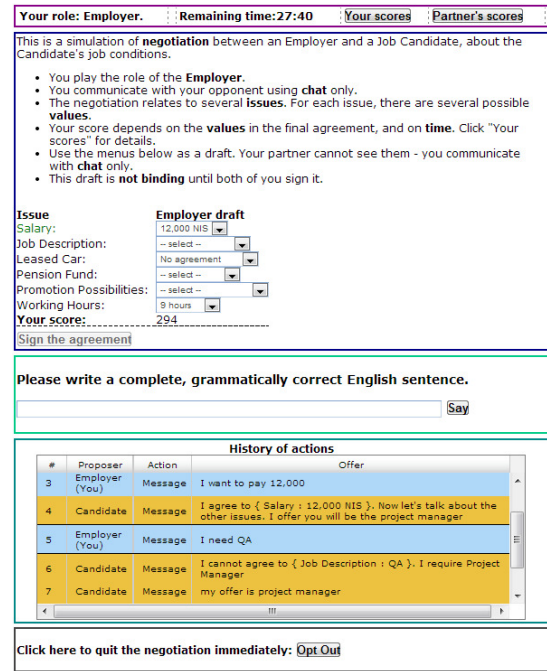 Your role: Employer. Remaining time:27:40 Your scores Partner's scores
This is a simulation of negotiation between an Employer and a Job Candidate, about the
Candidate's job conditions.
• You play the role of the Employer.
• You communicate with your opponent using chat only.
• The negotiation relates to several issues. For each issue, there are several possible
values.
• Your score depends on the values in the final agreement, and on time. Click "Your
scores" for details.
• Use the menus below as a draft. Your partner cannot see them - you communicate
with chat only.
• This draft is not binding until both of you sign it.
Issue Employer draft
Salary: 12,000 NIS
Job Description: -- select --
Leased Car: No agreement
Pension Fund: -- select --
Promotion Possibilities: -- select --
Working Hours: 9 hours
Your score: 294
Sign the agreement
Please write a complete, grammatically correct English sentence.
Say
History of actions
# Proposer Action Offer
3 Employer (You) Message I want to pay 12,000
4 Candidate Message I agree to { Salary : 12,000 NIS }. Now let's talk about the
other issues. I offer you will be the project manager
5 Employer (You) Message I need QA
6 Candidate Message I cannot agree to { Job Description : QA }. I require Project
Manager
7 Candidate Message my offer is project manager
Click here to quit the negotiation immediately: Opt Out